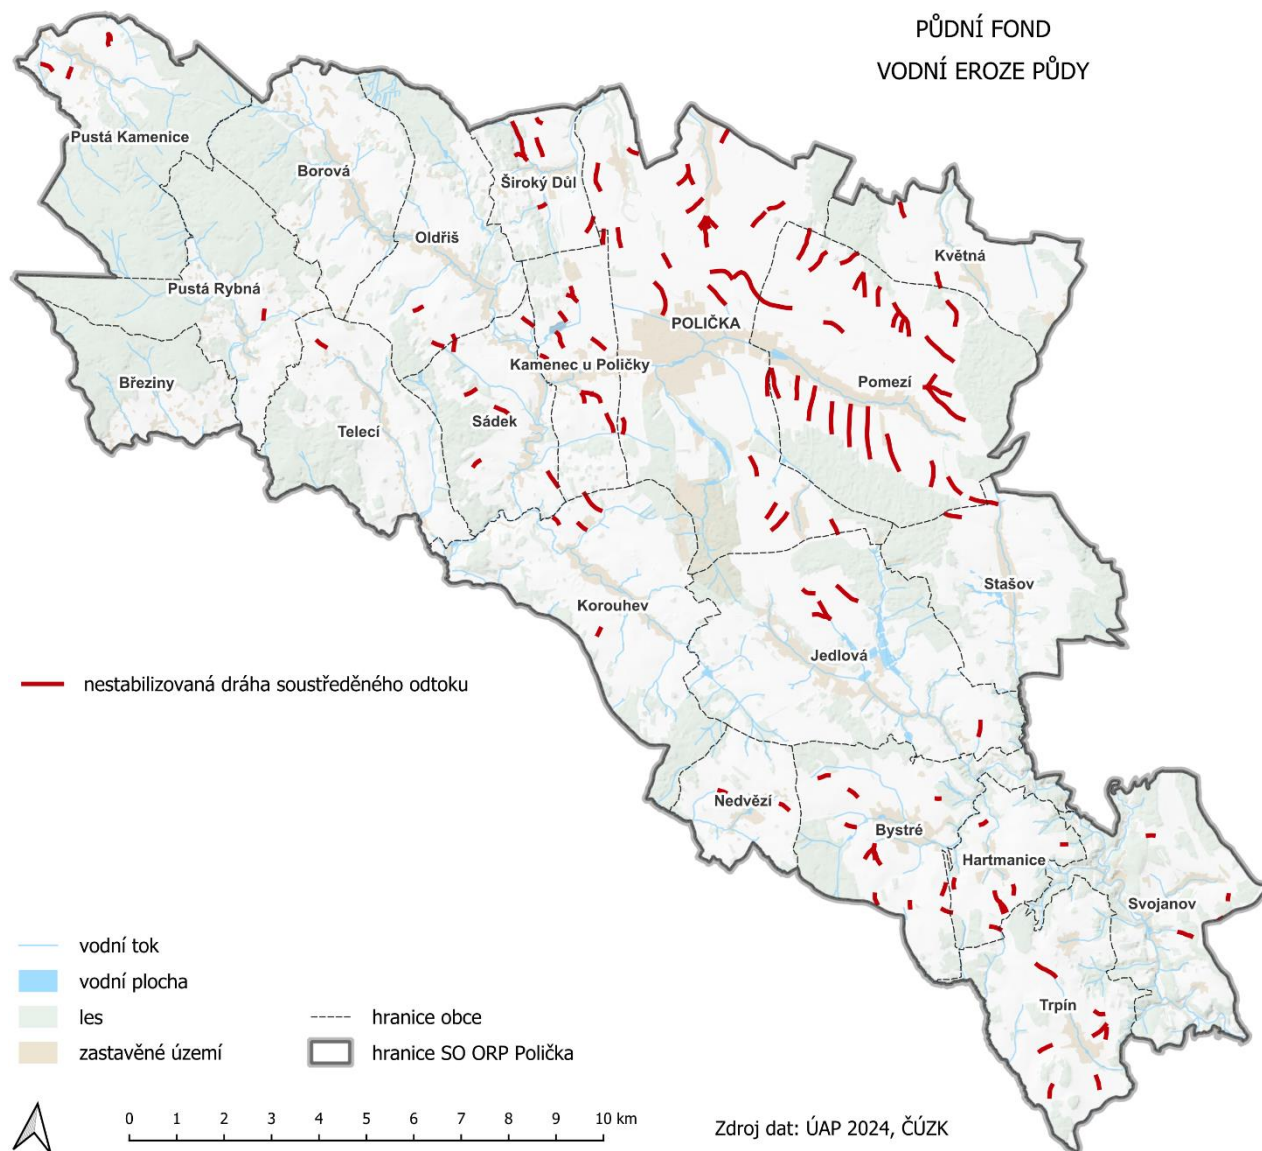 PŮDNÍ FOND
VODNÍ EROZE PŮDY
Pustá Kamenice
Borová
Široký Důl
Oldřiš
Květná
Pustá Rybná
POLIČKA
Kamenec u Poličky
Březiny
Pomezí
Telecí
Sádek
Stašov
Korouhev
Jedlová
nestabilizovaná dráha soustředěného odtoku
Nedvězí
Bystré
Hartmanice
Svojanov
Trpín
vodní tok
vodní plocha
les
zastavěné území
hranice obce
hranice SO ORP Polička
0 1 2 3 4 5 6 7 8 9 10 km
Zdroj dat: ÚAP 2024, ČÚZK